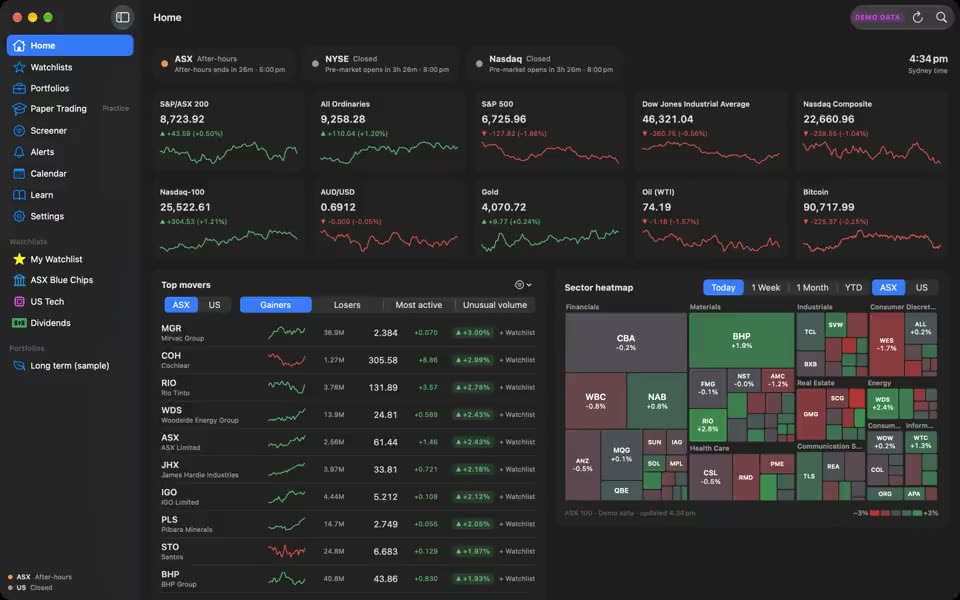 Home
DEMO DATA
Home
Watchlists
Portfolios
Paper Trading Practice
Screener
Alerts
Calendar
Learn
Settings
Watchlists
My Watchlist
ASX Blue Chips
US Tech
Dividends
Portfolios
Long term (sample)
ASX After-hours
US Closed
ASX After-hours
After-hours ends in 26m · 5:00 pm
NYSE Closed
Pre-market opens in 3h 26m · 8:00 pm
Nasdaq Closed
Pre-market opens in 3h 26m · 8:00 pm
4:34 pm
Sydney time
S&P/ASX 200
8,723.92
▲ +43.59 (+0.50%)
All Ordinaries
9,258.28
▲ +110.04 (+1.20%)
S&P 500
6,725.96
▼ -127.82 (-1.86%)
Dow Jones Industrial Average
46,321.04
▼ -260.75 (-0.56%)
Nasdaq Composite
22,660.96
▼ -238.55 (-1.04%)
Nasdaq-100
25,522.61
▲ +304.53 (+1.21%)
AUD/USD
0.6912
▼ -0.000 (-0.05%)
Gold
4,070.72
▲ +9.77 (+0.24%)
Oil (WTI)
74.19
▼ -1.18 (-1.57%)
Bitcoin
90,717.99
▼ -225.37 (-0.25%)
Top movers
ASX US Gainers Losers Most active Unusual volume
MGR 36.9M 2.384 +0.070 ▲+3.00% + Watchlist
Mirvac Group
COH 1.27M 305.58 +8.86 ▲+2.99% + Watchlist
Cochlear
RIO 3.78M 131.89 +3.57 ▲+2.78% + Watchlist
Rio Tinto
WDS 13.9M 24.81 +0.589 ▲+2.43% + Watchlist
Woodside Energy Group
ASX 2.56M 61.44 +1.46 ▲+2.43% + Watchlist
ASX Limited
JHX 3.97M 33.81 +0.721 ▲+2.18% + Watchlist
James Hardie Industries
IGO 4.44M 5.212 +0.108 ▲+2.12% + Watchlist
IGO Limited
PLS 14.7M 2.749 +0.055 ▲+2.05% + Watchlist
Pilbara Minerals
STO 24.8M 6.683 +0.129 ▲+1.97% + Watchlist
Santos
BHP 40.8M 43.86 +0.830 ▲+1.93% + Watchlist
BHP Group
Sector heatmap
Today 1 Week 1 Month YTD ASX US
Financials
CBA
-0.2%
WBC
-0.8%
NAB
+0.8%
ANZ
-0.5%
MQG
+0.1%
QBE
SUN
IAG
SOL
MPL
Materials
BHP
+1.9%
FMG
-0.1%
NST
-0.0%
AMC
-1.2%
RIO
+2.8%
Health Care
CSL
-0.5%
RMD
PME
Industrials
TCL
SVW
BXB
Consumer Discret...
WES
-1.7%
ALL
+0.2%
Real Estate
GMG
SCG
Energy
WDS
+2.4%
Communication S...
TLS
REA
Consum...
WOW
+0.2%
COL
ORG
Inform...
WTC
+1.3%
APA
ASX 100 · Demo data · updated 4:34 pm
-3% +3%